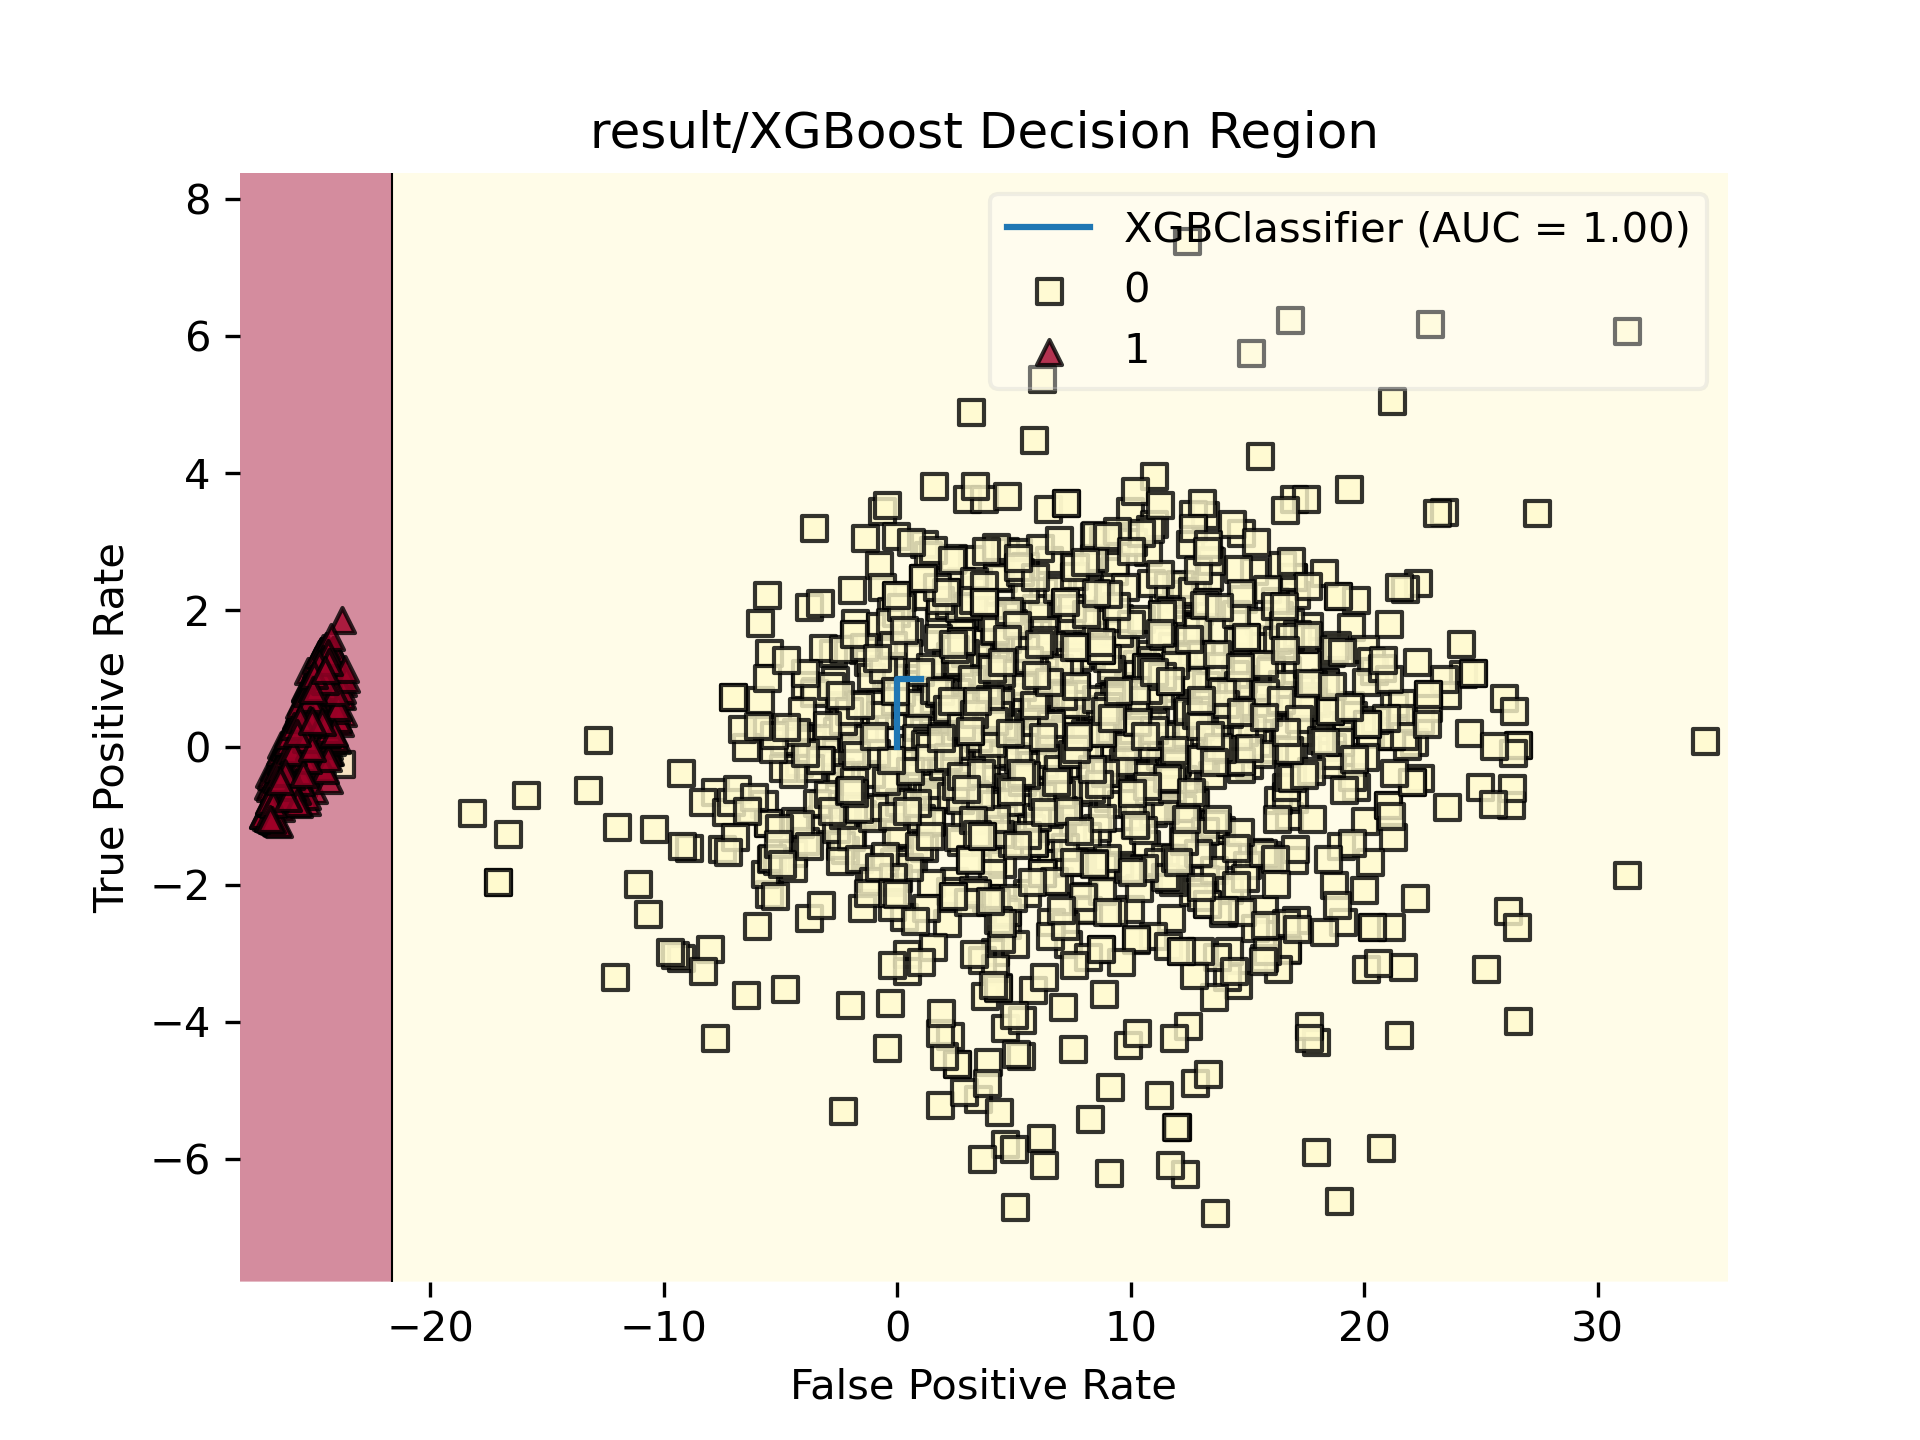 result/XGBoost Decision Region
XGBClassifier (AUC = 1.00)
0
1
8
6
4
2
0
−2
−4
−6
True Positive Rate
−20 −10 0 10 20 30
False Positive Rate